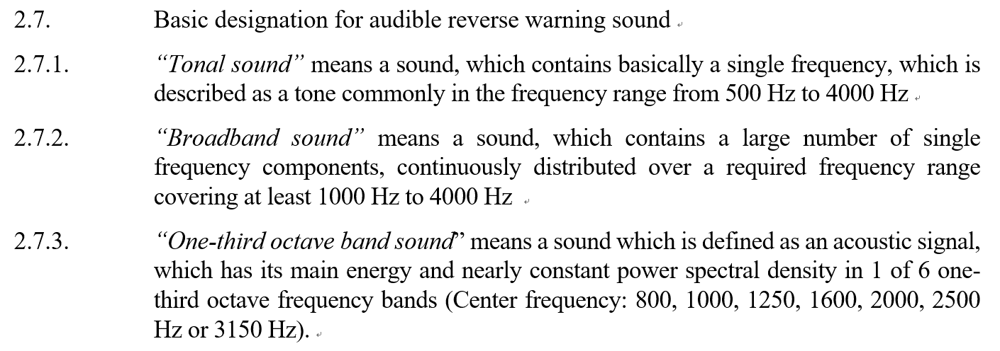 2.7. Basic designation for audible reverse warning sound
2.7.1. “Tonal sound” means a sound, which contains basically a single frequency, which is
described as a tone commonly in the frequency range from 500 Hz to 4000 Hz
2.7.2. “Broadband sound” means a sound, which contains a large number of single
frequency components, continuously distributed over a required frequency range
covering at least 1000 Hz to 4000 Hz
2.7.3. “One-third octave band sound” means a sound which is defined as an acoustic signal,
which has its main energy and nearly constant power spectral density in 1 of 6 one-
third octave frequency bands (Center frequency: 800, 1000, 1250, 1600, 2000, 2500
Hz or 3150 Hz).